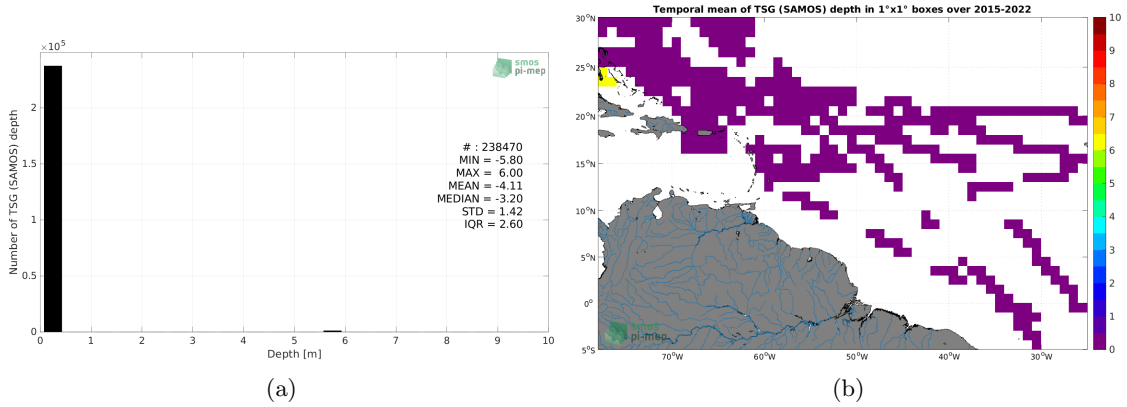 ×10⁵
2
1.5
1
0.5
0
Number of TSG (SAMOS) depth
0 1 2 3 4 5 6 7 8 9 10
Depth [m]
smos
pi-mep
# : 238470
MIN = -5.80
MAX = 6.00
MEAN = -4.11
MEDIAN = -3.20
STD = 1.42
IQR = 2.60
(a)
Temporal mean of TSG (SAMOS) depth in 1°x1° boxes over 2015-2022
30°N
25°N
20°N
15°N
10°N
5°N
0°
5°S
70°W 60°W 50°W 40°W 30°W
smos
pi-mep
10
9
8
7
6
5
4
3
2
1
0
(b)